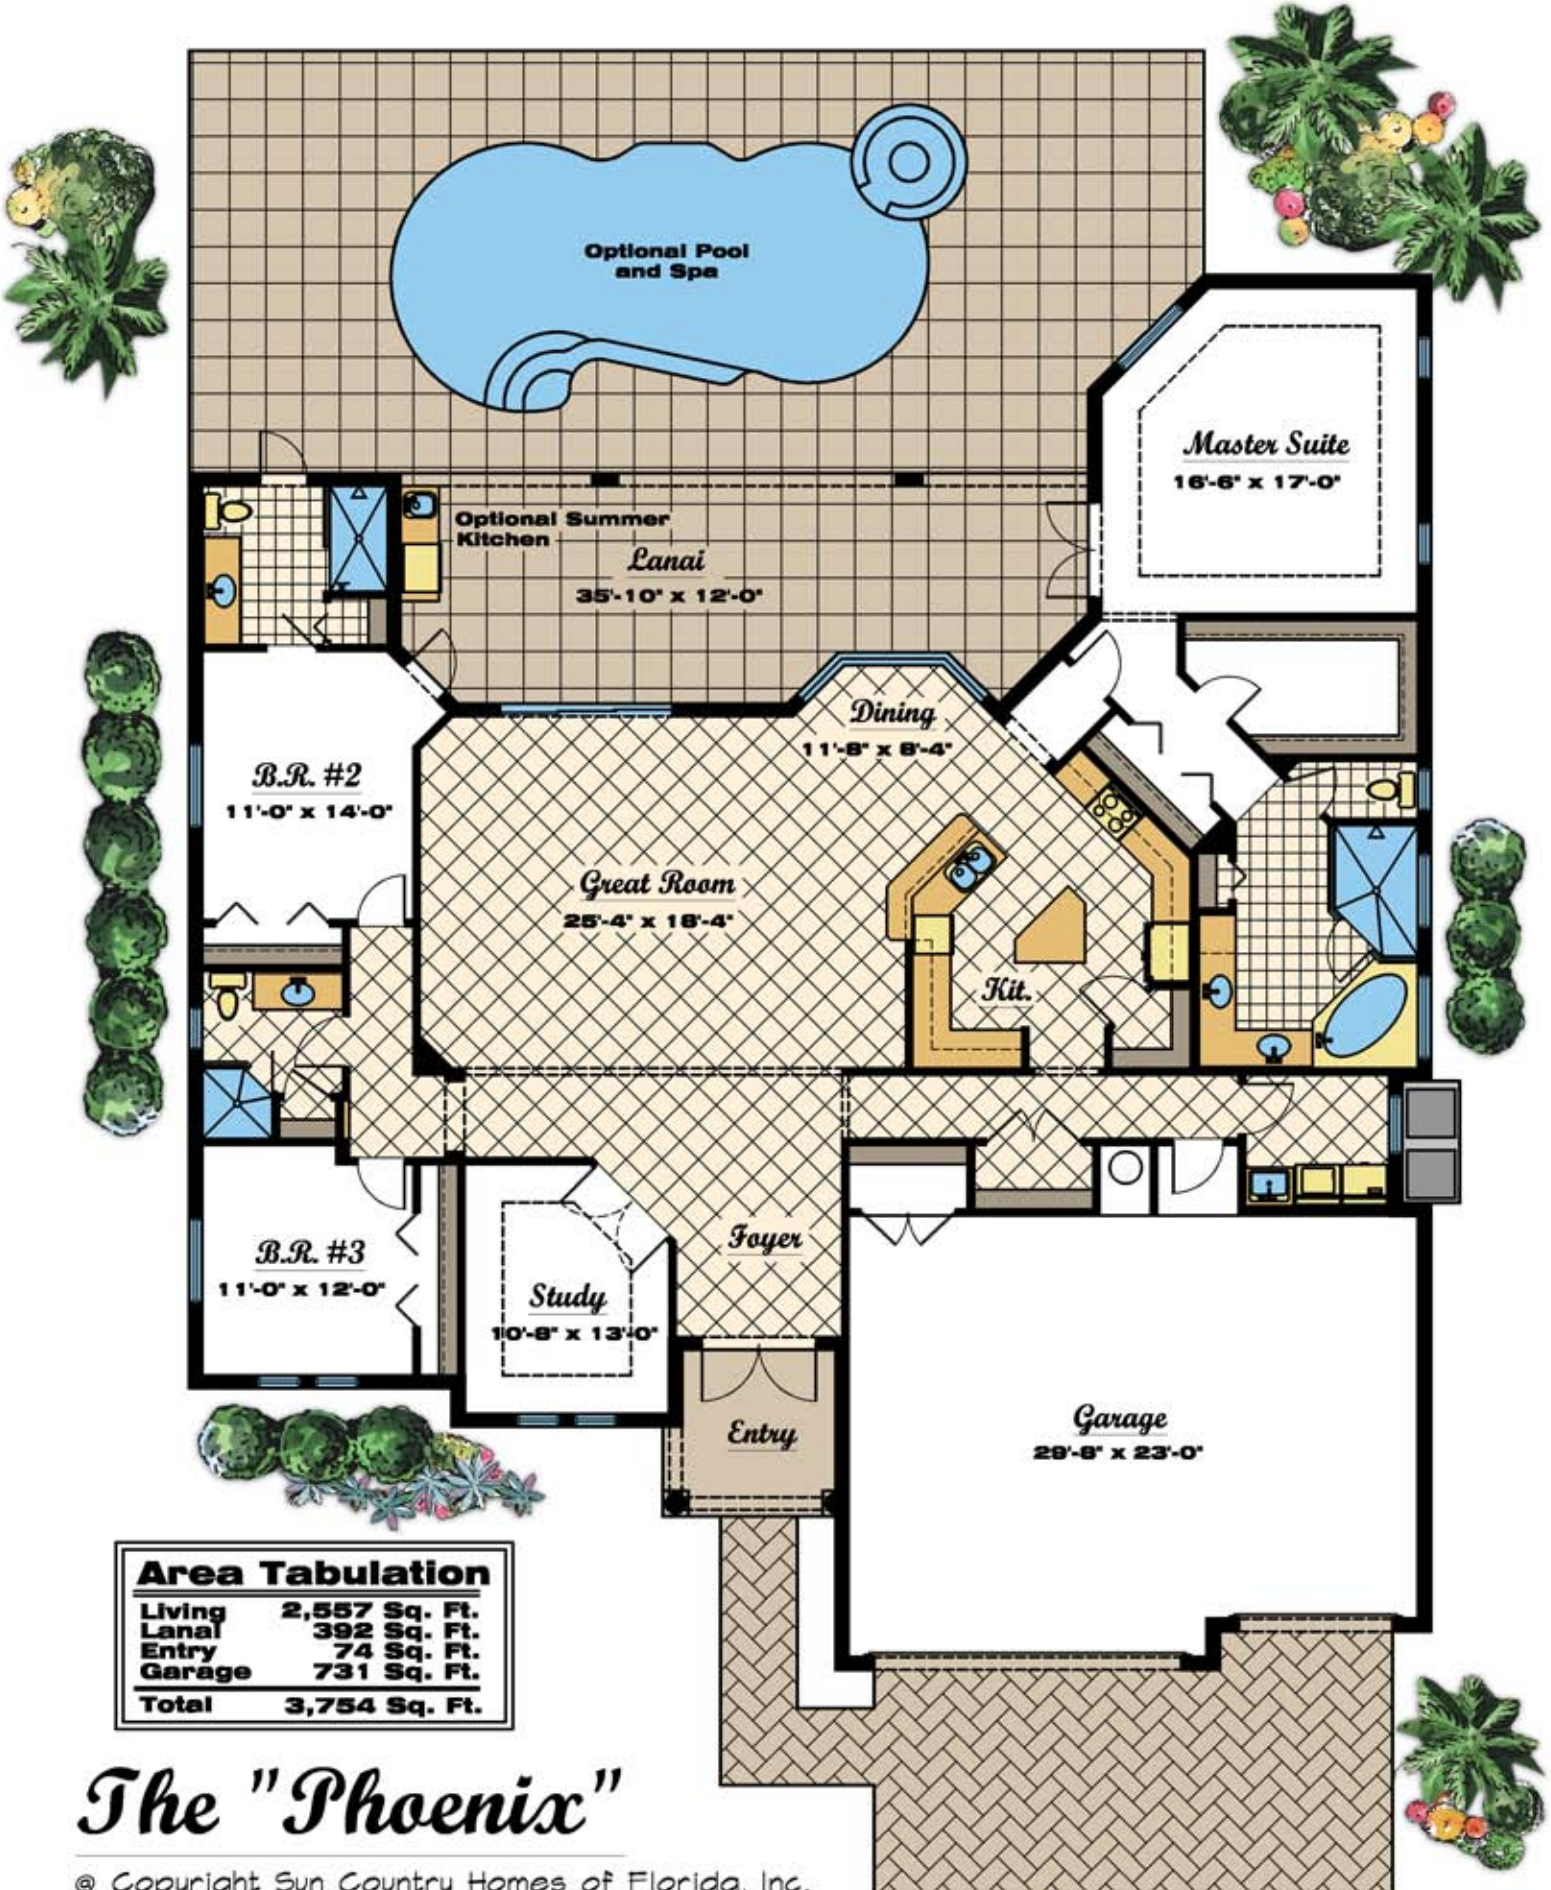 Optional Pool
and Spa
Master Suite
16'-6" x 17'-0"
Optional Summer
Kitchen
Lanai
35'-10" x 12'-0"
Dining
11'-8" x 8'-4"
B.R. #2
11'-0" x 14'-0"
Great Room
25'-4" x 18'-4"
Kit.
Foyer
B.R. #3
11'-0" x 12'-0"
Study
10'-8" x 13'-0"
Entry
Garage
29'-8" x 23'-0"
Area Tabulation
Living 2,557 Sq. Ft.
Lanai 392 Sq. Ft.
Entry 74 Sq. Ft.
Garage 731 Sq. Ft.
Total 3,754 Sq. Ft.
The "Phoenix"
@ Copyright Sun Country Homes of Florida, Inc.